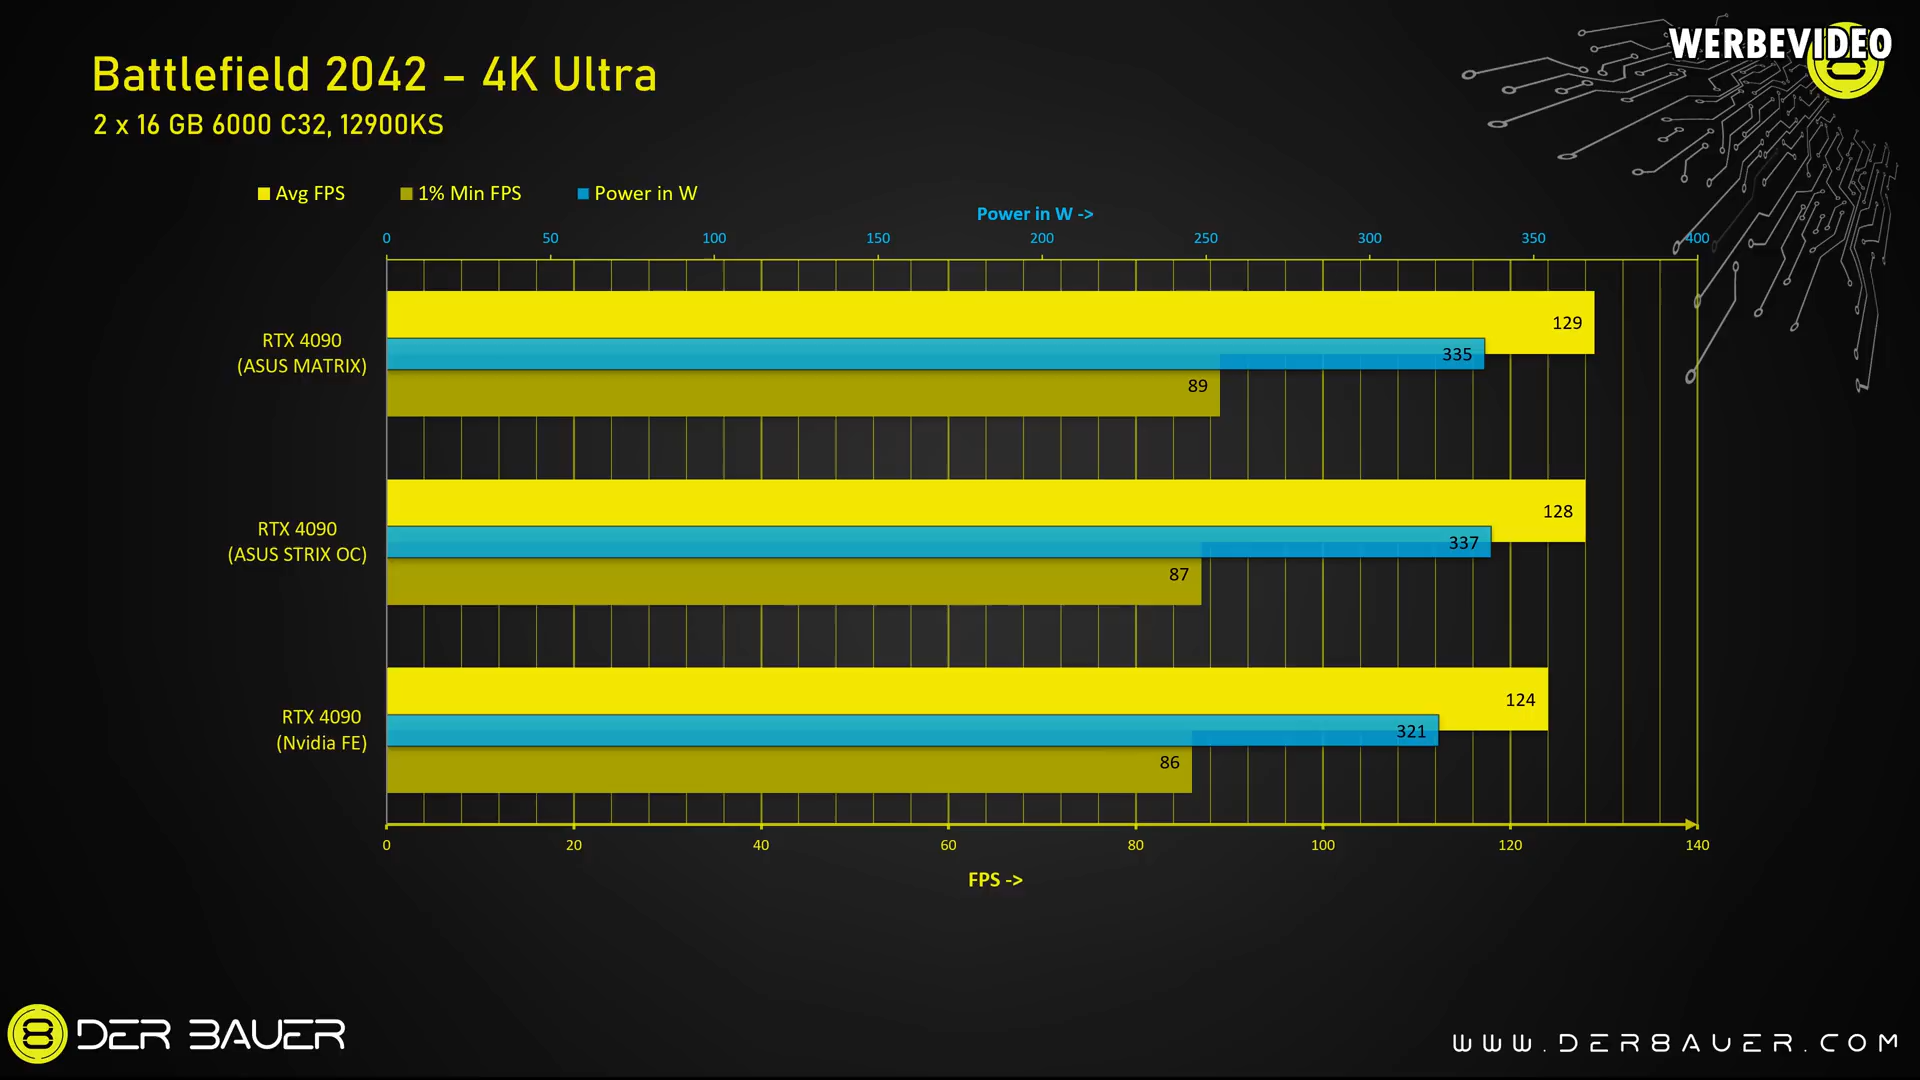 WERBEVIDEO
Battlefield 2042 – 4K Ultra
2 x 16 GB 6000 C32, 12900KS
Avg FPS 1% Min FPS Power in W
Power in W ->
0 50 100 150 200 250 300 350 400
RTX 4090
(ASUS MATRIX)
129
335
89
RTX 4090
(ASUS STRIX OC)
128
337
87
RTX 4090
(Nvidia FE)
124
321
86
0 20 40 60 80 100 120 140
FPS ->
8 DER 8AUER
WWW.DER8AUER.COM